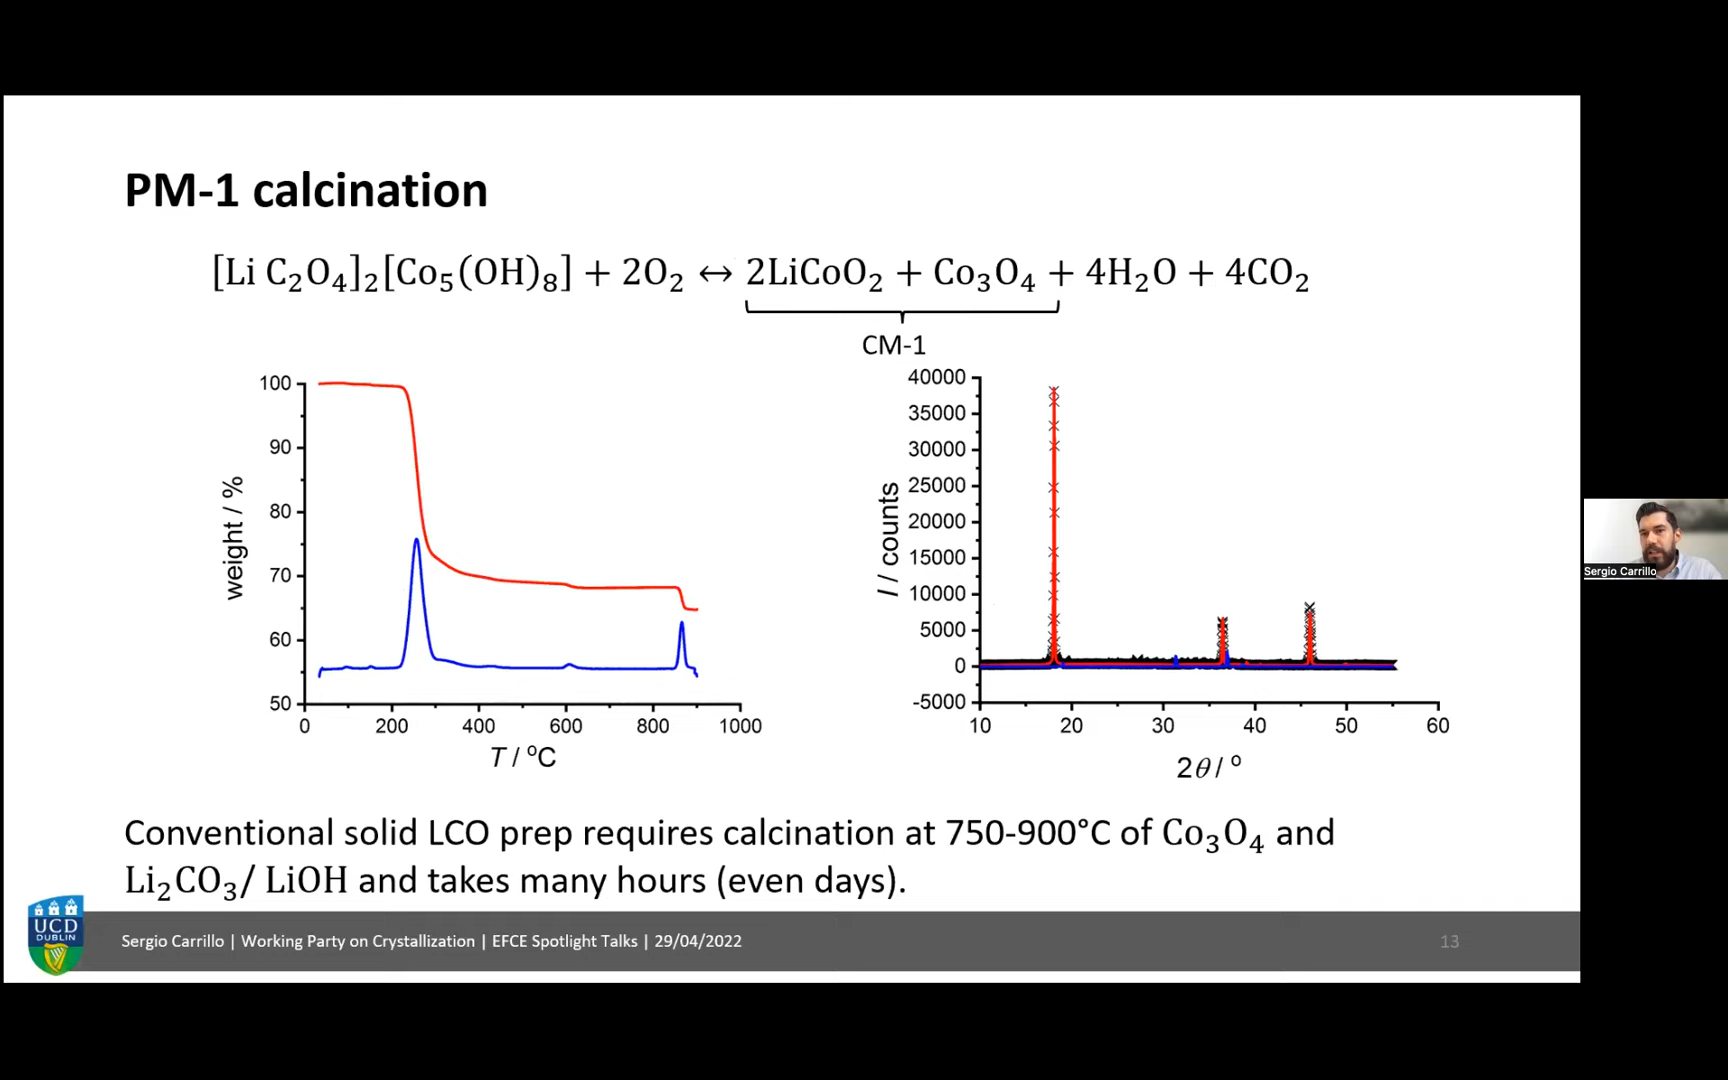 PM-1 calcination
[Li C₂O₄]₂[Co₅(OH)₈] + 2O₂ ↔ 2LiCoO₂ + Co₃O₄ + 4H₂O + 4CO₂
CM-1
100
90
80
70
60
50
weight / %
0 200 400 600 800 1000
T / °C
40000
35000
30000
25000
20000
15000
10000
5000
0
-5000
I / counts
10 20 30 40 50 60
2θ / °
Sergio Carrillo
Conventional solid LCO prep requires calcination at 750-900°C of Co₃O₄ and
Li₂CO₃/ LiOH and takes many hours (even days).
UCD
DUBLIN
Sergio Carrillo | Working Party on Crystallization | EFCE Spotlight Talks | 29/04/2022
13